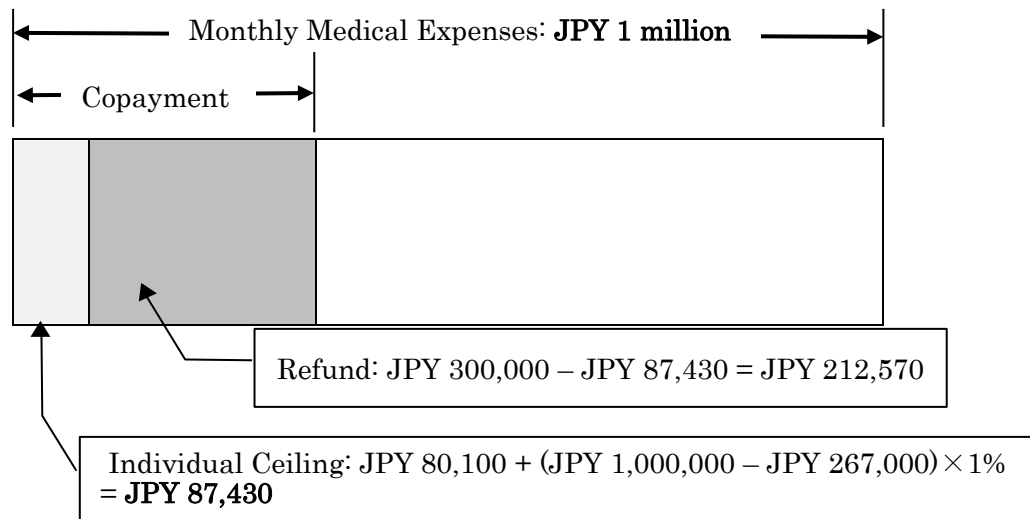 Monthly Medical Expenses: JPY 1 million
Copayment
Refund: JPY 300,000 – JPY 87,430 = JPY 212,570
Individual Ceiling: JPY 80,100 + (JPY 1,000,000 – JPY 267,000)×1%
= JPY 87,430